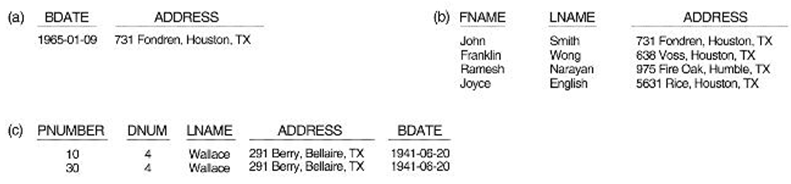 (a) BDATE ADDRESS
1965-01-09 731 Fondren, Houston, TX
(b) FNAME LNAME ADDRESS
John Smith 731 Fondren, Houston, TX
Franklin Wong 638 Voss, Houston, TX
Ramesh Narayan 975 Fire Oak, Humble, TX
Joyce English 5631 Rice, Houston, TX
(c) PNUMBER DNUM LNAME ADDRESS BDATE
10 4 Wallace 291 Berry, Bellaire, TX 1941-06-20
30 4 Wallace 291 Berry, Bellaire, TX 1941-06-20